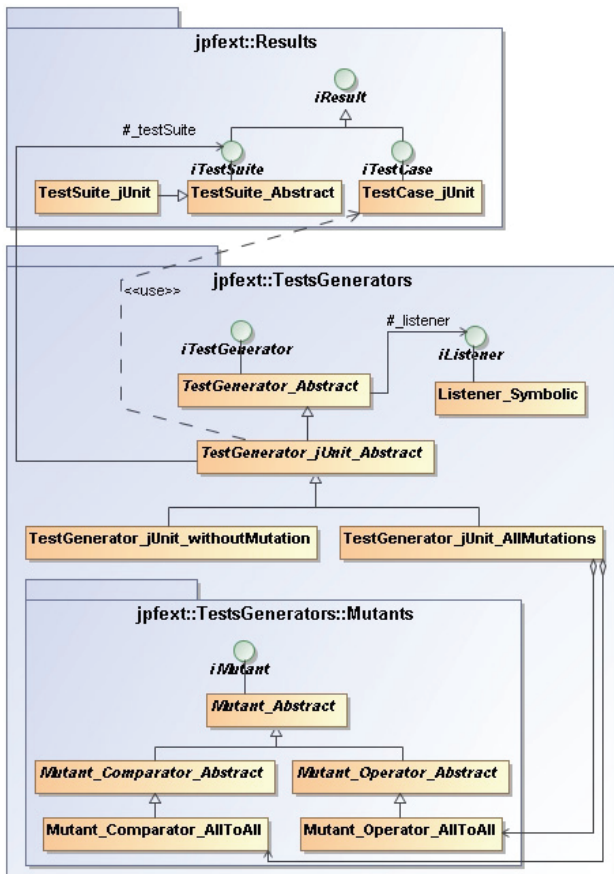 jpfext::Results
iResult
#_testSuite
iTestSuite
iTestCase
TestSuite_jUnit
TestSuite_Abstract
TestCase_jUnit
jpfext::TestsGenerators
<<use>>
#_listener
iTestGenerator
iListener
TestGenerator_Abstract
Listener_Symbolic
TestGenerator_jUnit_Abstract
TestGenerator_jUnit_withoutMutation
TestGenerator_jUnit_AllMutations
jpfext::TestsGenerators::Mutants
iMutant
Mutant_Abstract
Mutant_Comparator_Abstract
Mutant_Operator_Abstract
Mutant_Comparator_AllToAll
Mutant_Operator_AllToAll